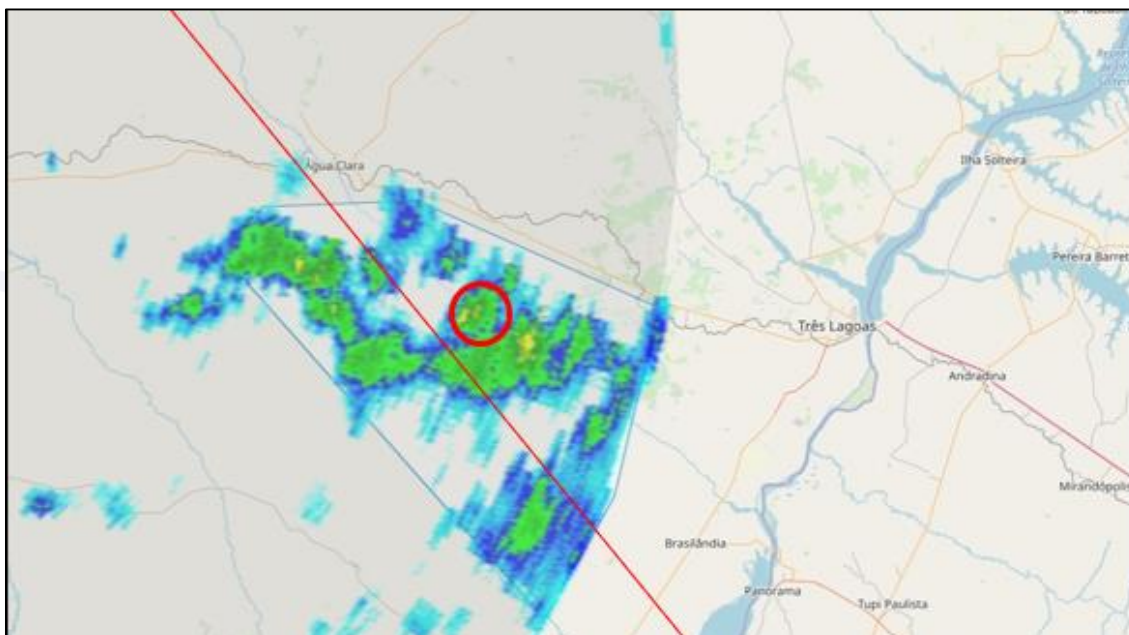 Água Clara
Ilha Solteira
Pereira Barret
Três Lagoas
Andradina
Mirandópolis
Brasilândia
Panorama
Tupi Paulista